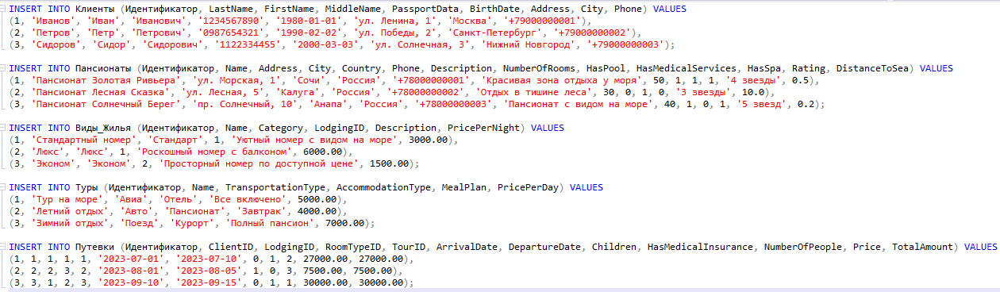 INSERT INTO Клиенты (Идентификатор, LastName, FirstName, MiddleName, PassportData, BirthDate, Address, City, Phone) VALUES
(1, 'Иванов', 'Иван', 'Иванович', '1234567890', '1980-01-01', 'ул. Ленина, 1', 'Москва', '+79000000001'),
(2, 'Петров', 'Петр', 'Петрович', '0987654321', '1990-02-02', 'ул. Победы, 2', 'Санкт-Петербург', '+79000000002'),
(3, 'Сидоров', 'Сидор', 'Сидорович', '1122334455', '2000-03-03', 'ул. Солнечная, 3', 'Нижний Новгород', '+79000000003');
INSERT INTO Пансионаты (Идентификатор, Name, Address, City, Country, Phone, Description, NumberOfRooms, HasPool, HasMedicalServices, HasSpa, Rating, DistanceToSea) VALUES
(1, 'Пансионат Золотая Ривьера', 'ул. Морская, 1', 'Сочи', 'Россия', '+78000000001', 'Красивая зона отдыха у моря', 50, 1, 1, 1, '4 звезды', 0.5),
(2, 'Пансионат Лесная Сказка', 'ул. Лесная, 5', 'Калуга', 'Россия', '+78000000002', 'Отдых в тишине леса', 30, 0, 1, 0, '3 звезды', 10.0),
(3, 'Пансионат Солнечный Берег', 'пр. Солнечный, 10', 'Анапа', 'Россия', '+78000000003', 'Пансионат с видом на море', 40, 1, 0, 1, '5 звезд', 0.2);
INSERT INTO Виды_Жилья (Идентификатор, Name, Category, LodgingID, Description, PricePerNight) VALUES
(1, 'Стандартный номер', 'Стандарт', 1, 'Уютный номер с видом на море', 3000.00),
(2, 'Люкс', 'Люкс', 1, 'Роскошный номер с балконом', 6000.00),
(3, 'Эконом', 'Эконом', 2, 'Просторный номер по доступной цене', 1500.00);
INSERT INTO Туры (Идентификатор, Name, TransportationType, AccommodationType, MealPlan, PricePerDay) VALUES
(1, 'Тур на море', 'Авиа', 'Отель', 'Все включено', 5000.00),
(2, 'Летний отдых', 'Авто', 'Пансионат', 'Завтрак', 4000.00),
(3, 'Зимний отдых', 'Поезд', 'Курорт', 'Полный пансион', 7000.00);
INSERT INTO Путевки (Идентификатор, ClientID, LodgingID, RoomTypeID, TourID, ArrivalDate, DepartureDate, Children, HasMedicalInsurance, NumberOfPeople, Price, TotalAmount) VALUES
(1, 1, 1, 1, 1, '2023-07-01', '2023-07-10', 0, 1, 2, 27000.00, 27000.00),
(2, 2, 2, 3, 2, '2023-08-01', '2023-08-05', 1, 0, 3, 7500.00, 7500.00),
(3, 3, 1, 2, 3, '2023-09-10', '2023-09-15', 0, 1, 1, 30000.00, 30000.00);